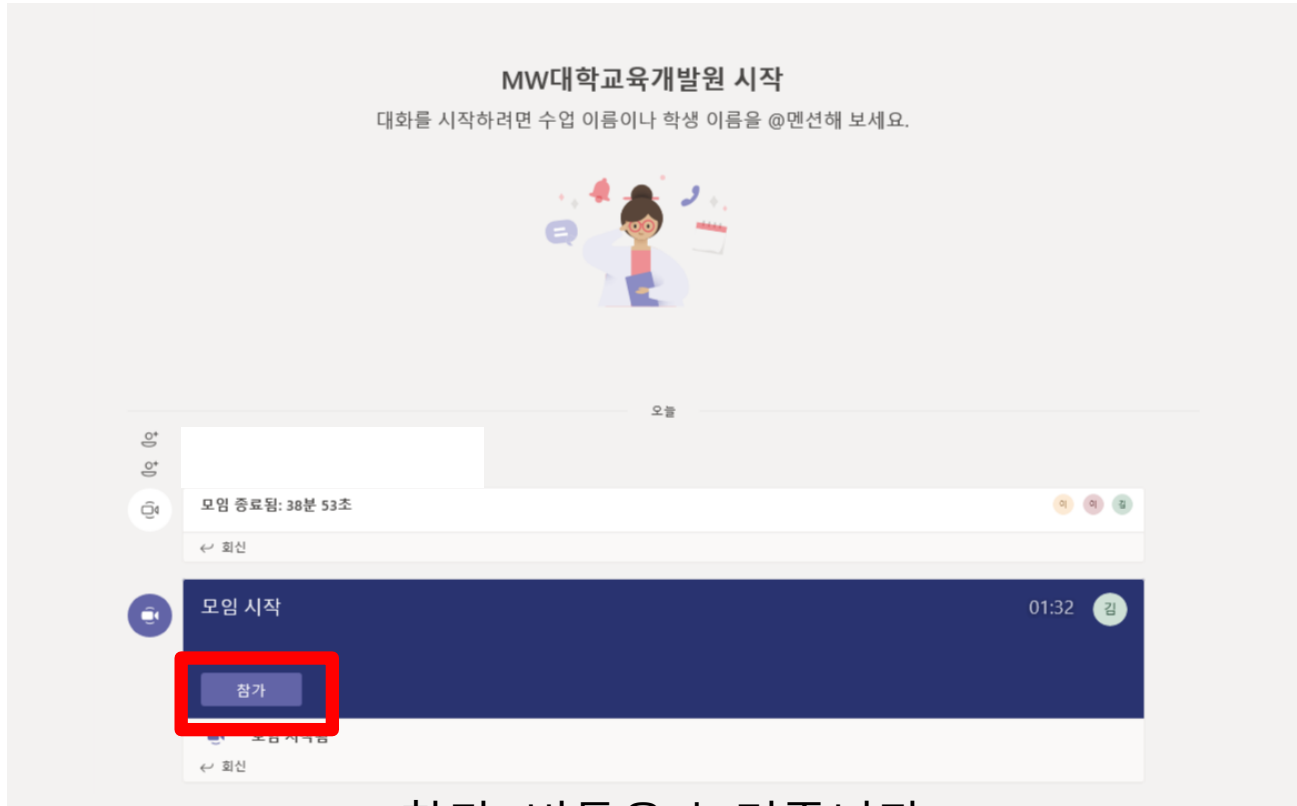 MW대학교육개발원 시작
대화를 시작하려면 수업 이름이나 학생 이름을 @멘션해 보세요.
오늘
모임 종료됨: 38분 53초
이 이
회신
모임 시작 01:32 김
참가
회신